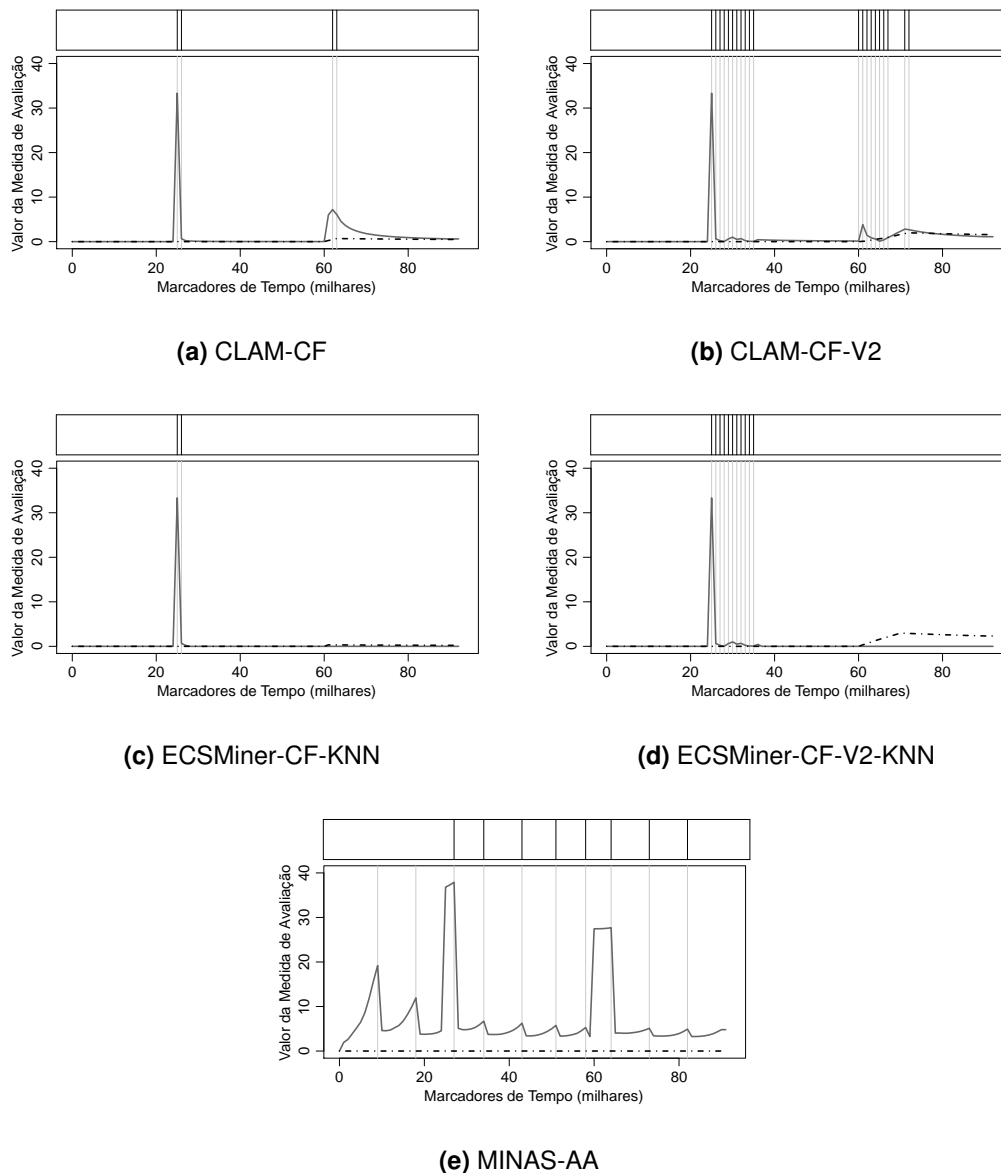 40
30
20
10
0
Valor da Medida de Avaliação
0 20 40 60 80
Marcadores de Tempo (milhares)
(a) CLAM-CF
40
30
20
10
0
Valor da Medida de Avaliação
0 20 40 60 80
Marcadores de Tempo (milhares)
(b) CLAM-CF-V2
40
30
20
10
0
Valor da Medida de Avaliação
0 20 40 60 80
Marcadores de Tempo (milhares)
(c) ECSMiner-CF-KNN
40
30
20
10
0
Valor da Medida de Avaliação
0 20 40 60 80
Marcadores de Tempo (milhares)
(d) ECSMiner-CF-V2-KNN
40
30
20
10
0
Valor da Medida de Avaliação
0 20 40 60 80
Marcadores de Tempo (milhares)
(e) MINAS-AA